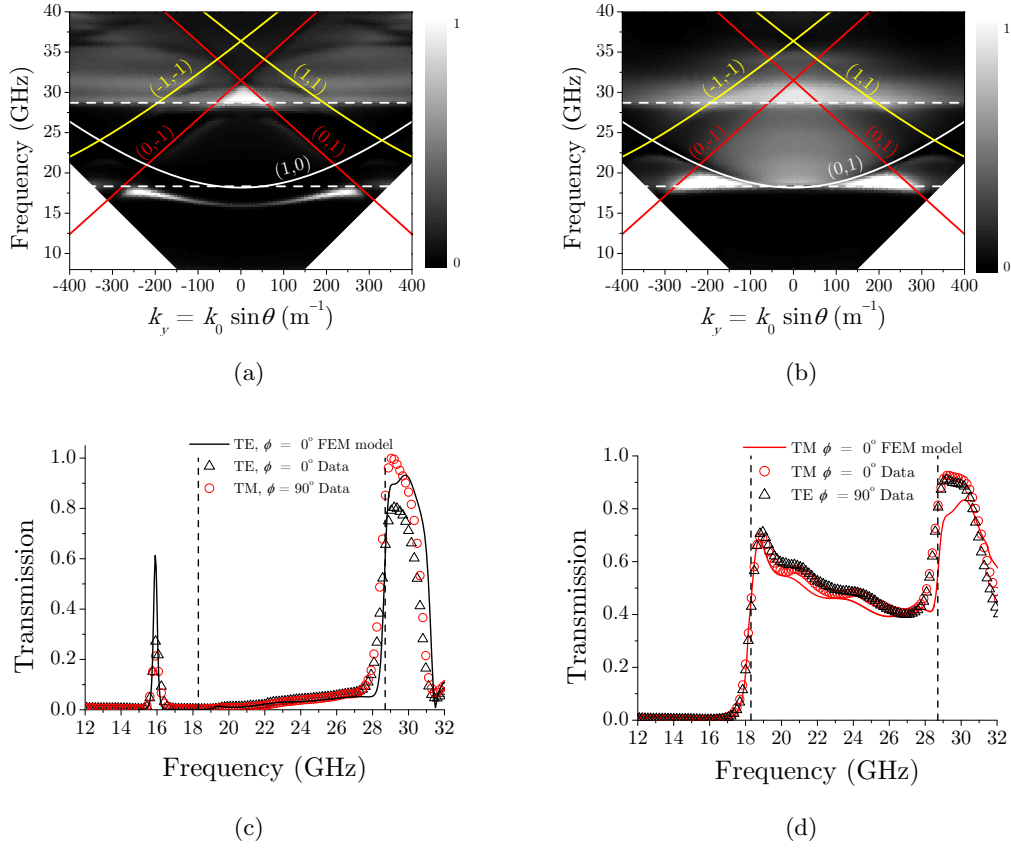 40
35
30
25
20
15
10
Frequency (GHz)
(-1,-1)
(1,1)
(0,-1)
(0,1)
(1,0)
1
0
-400 -300 -200 -100 0 100 200 300 400
k_y = k_0 sinθ (m⁻¹)
(a)
40
35
30
25
20
15
10
Frequency (GHz)
(-1,-1)
(1,1)
(0,-1)
(0,1)
(0,1)
1
0
-400 -300 -200 -100 0 100 200 300 400
k_y = k_0 sinθ (m⁻¹)
(b)
TE, ϕ = 0° FEM model
TE, ϕ = 0° Data
TM, ϕ = 90° Data
1.0
0.8
0.6
0.4
0.2
0.0
Transmission
12 14 16 18 20 22 24 26 28 30 32
Frequency (GHz)
(c)
TM ϕ = 0° FEM model
TM ϕ = 0° Data
TE ϕ = 90° Data
1.0
0.8
0.6
0.4
0.2
0.0
Transmission
12 14 16 18 20 22 24 26 28 30 32
Frequency (GHz)
(d)